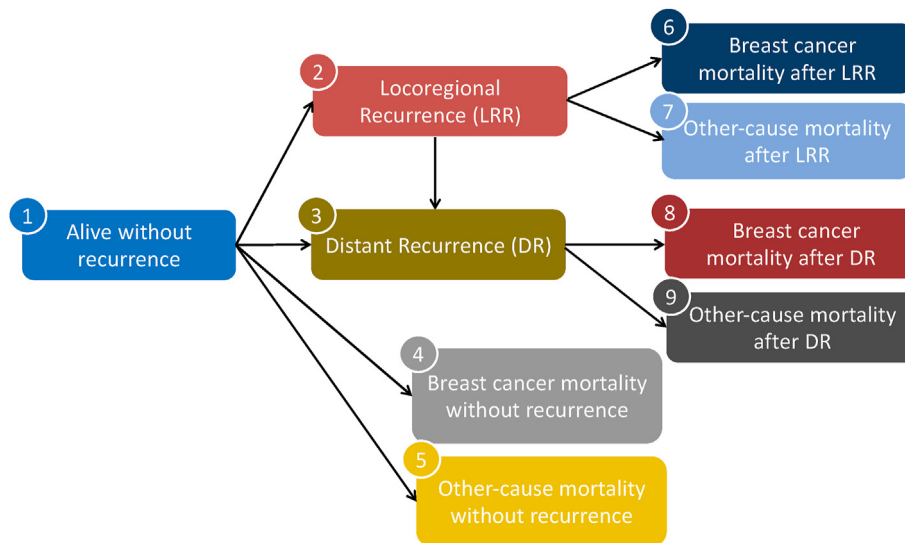 1
Alive without
recurrence
2
Locoregional
Recurrence (LRR)
3
Distant Recurrence (DR)
4
Breast cancer mortality
without recurrence
5
Other-cause mortality
without recurrence
6
Breast cancer
mortality after LRR
7
Other-cause mortality
after LRR
8
Breast cancer
mortality after DR
9
Other-cause mortality
after DR